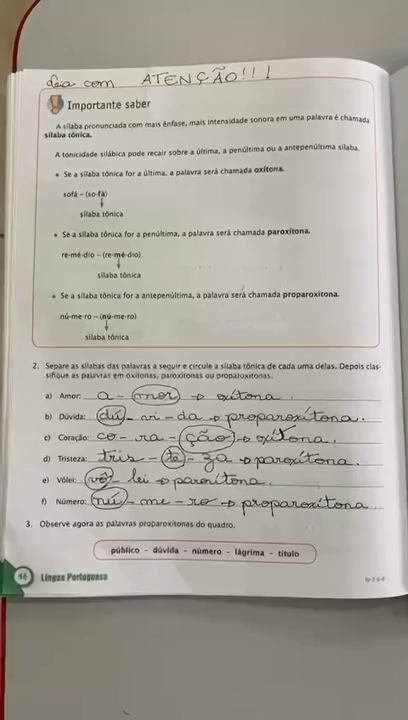 Leia com ATENÇÃO!!!
Importante saber
A sílaba pronunciada com mais ênfase, mais intensidade sonora em uma palavra é chamada
sílaba tônica.
A tonicidade silábica pode recair sobre a última, a penúltima ou a antepenúltima sílaba.
• Se a sílaba tônica for a última, a palavra será chamada oxítona.
sofá – (so-fá)
sílaba tônica
• Se a sílaba tônica for a penúltima, a palavra será chamada paroxítona.
re-mé-dio – (re-mé-dio)
sílaba tônica
• Se a sílaba tônica for a antepenúltima, a palavra será chamada proparoxítona.
nú-me-ro – (nú-me-ro)
sílaba tônica
2. Separe as sílabas das palavras a seguir e circule a sílaba tônica de cada uma delas. Depois clas-
sifique as palavras em oxítonas, paroxítonas ou proparoxítonas.
a) Amor: a - mor → oxítona.
b) Dúvida: dú - vi - da → proparoxítona.
c) Coração: co - ra - ção → oxítona.
d) Tristeza: tris - te - za → paroxítona.
e) Vôlei: vô - lei → paroxítona.
f) Número: nú - me - ro → proparoxítona.
3. Observe agora as palavras proparoxítonas do quadro.
público – dúvida – número – lágrima – título
Língua Portuguesa